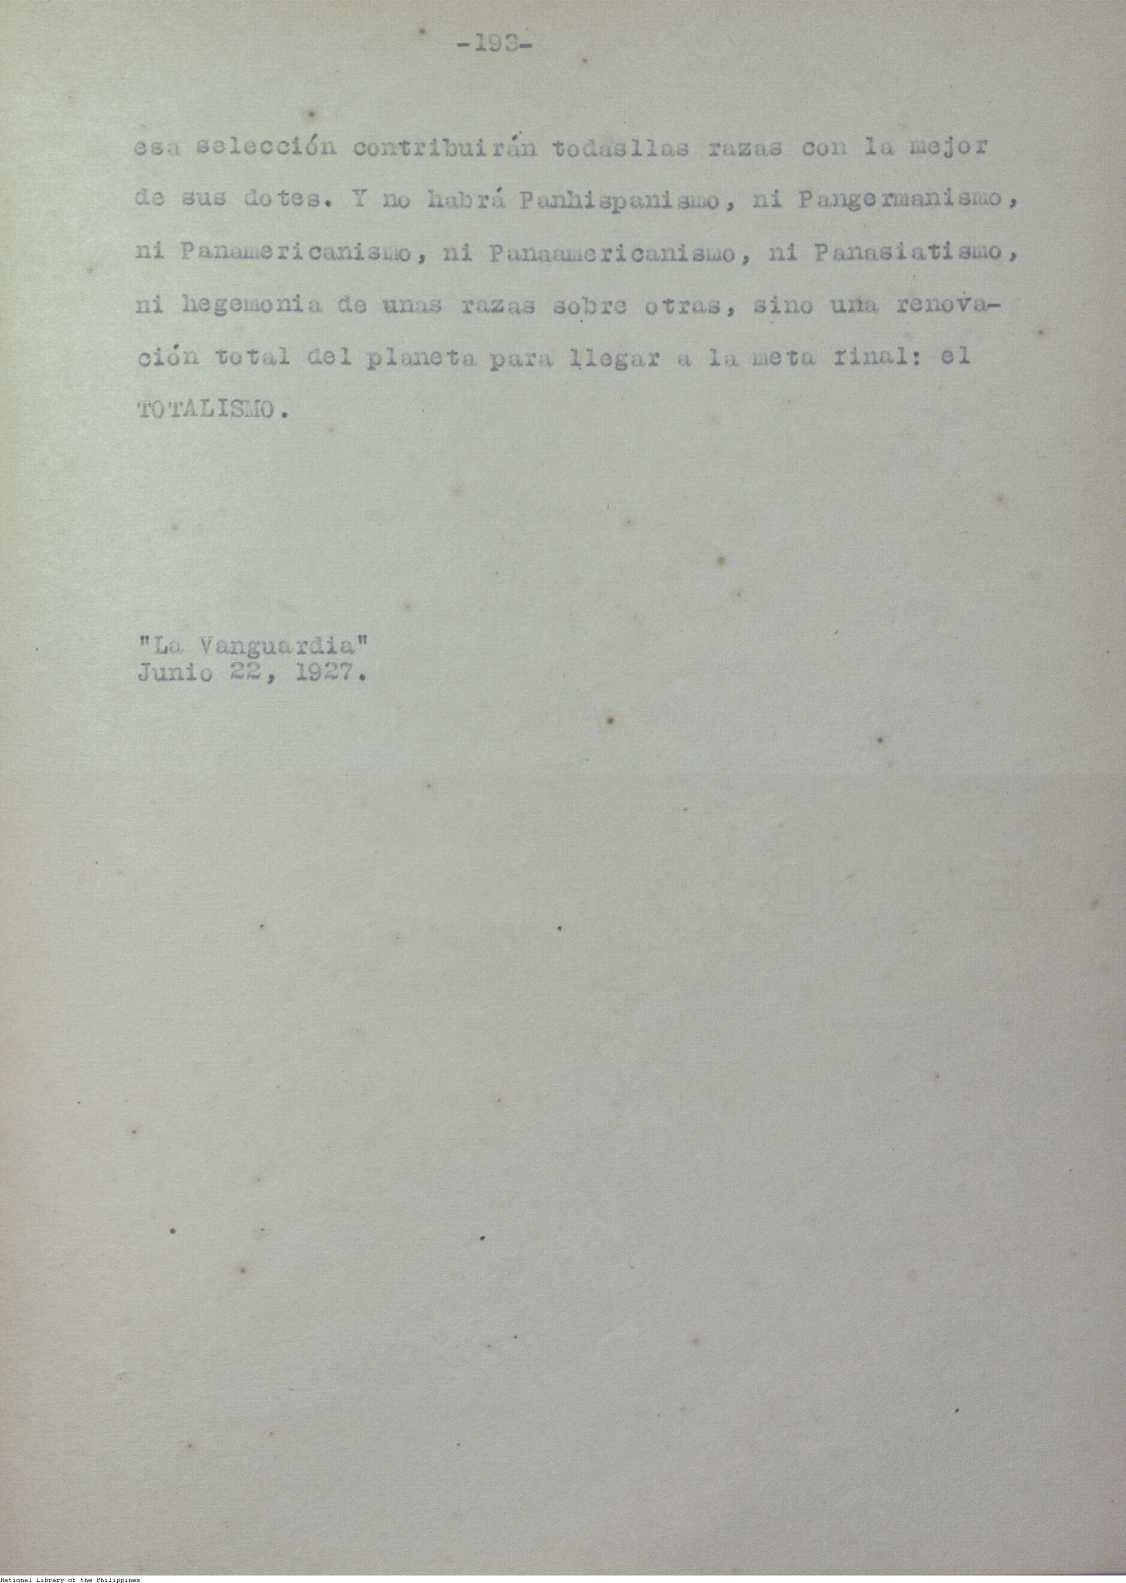 -193-
esa selección contribuirán todasllas razas con la mejor
de sus dotes. Y no habrá Panhispanismo, ni Pangermanismo,
ni Panamericanismo, ni Panaamericanismo, ni Panasiatismo,
ni hegemonia de unas razas sobre otras, sino una renova-
ción total del planeta para llegar a la meta final: el
TOTALISMO.
"La Vanguardia"
Junio 22, 1927.
National Library of the Philippines